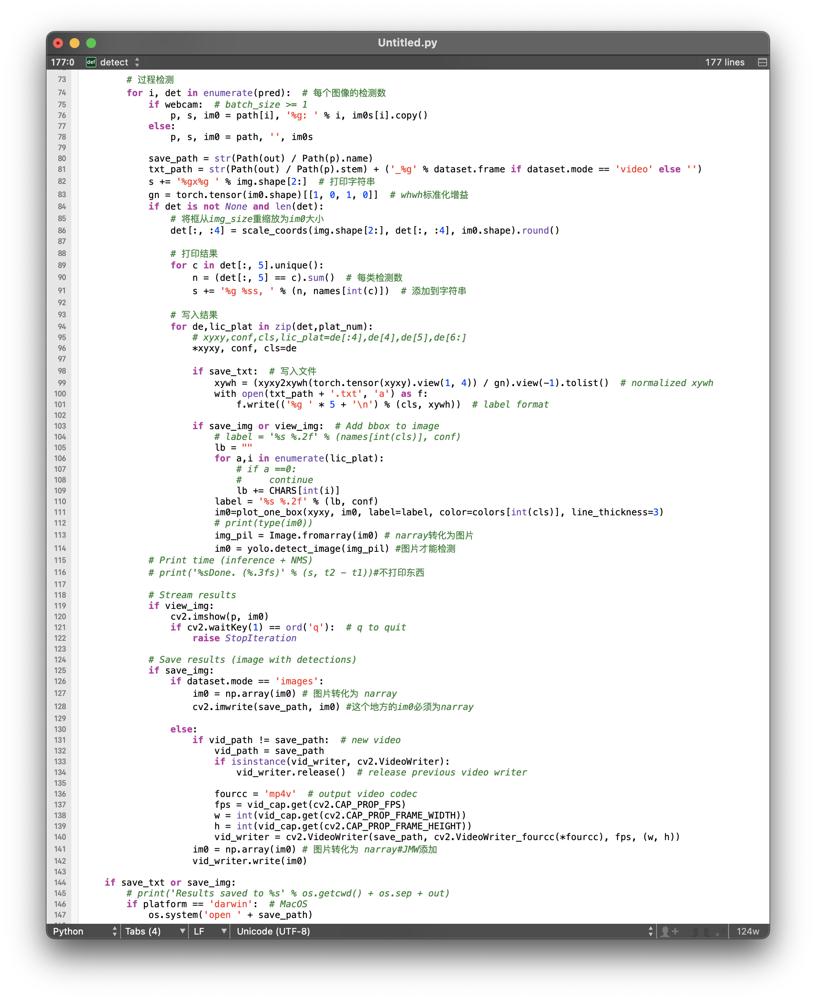 Untitled.py
177:0 def detect 177 lines
73 # 过程检测
74 for i, det in enumerate(pred):  # 每个图像的检测数
75     if webcam:  # batch_size >= 1
76         p, s, im0 = path[i], '%g: ' % i, im0s[i].copy()
77     else:
78         p, s, im0 = path, '', im0s
79
80     save_path = str(Path(out) / Path(p).name)
81     txt_path = str(Path(out) / Path(p).stem) + ('_%g' % dataset.frame if dataset.mode == 'video' else '')
82     s += '%gx%g ' % img.shape[2:]  # 打印字符串
83     gn = torch.tensor(im0.shape)[[1, 0, 1, 0]]  # whwh标准化增益
84     if det is not None and len(det):
85         # 将框从img_size重缩放为im0大小
86         det[:, :4] = scale_coords(img.shape[2:], det[:, :4], im0.shape).round()
87
88         # 打印结果
89         for c in det[:, 5].unique():
90             n = (det[:, 5] == c).sum()  # 每类检测数
91             s += '%g %ss, ' % (n, names[int(c)])  # 添加到字符串
92
93         # 写入结果
94         for de,lic_plat in zip(det,plat_num):
95             # xyxy,conf,cls,lic_plat=de[:4],de[4],de[5],de[6:]
96             *xyxy, conf, cls=de
97
98             if save_txt:  # 写入文件
99                 xywh = (xyxy2xywh(torch.tensor(xyxy).view(1, 4)) / gn).view(-1).tolist()  # normalized xywh
100                 with open(txt_path + '.txt', 'a') as f:
101                     f.write(('%g ' * 5 + '\n') % (cls, xywh))  # label format
102
103             if save_img or view_img:  # Add bbox to image
104                 # label = '%s %.2f' % (names[int(cls)], conf)
105                 lb = ""
106                 for a,i in enumerate(lic_plat):
107                     # if a ==0:
108                     #     continue
109                     lb += CHARS[int(i)]
110                 label = '%s %.2f' % (lb, conf)
111                 im0=plot_one_box(xyxy, im0, label=label, color=colors[int(cls)], line_thickness=3)
112                 # print(type(im0))
113                 img_pil = Image.fromarray(im0) # narray转化为图片
114                 im0 = yolo.detect_image(img_pil) #图片才能检测
115     # Print time (inference + NMS)
116     # print('%sDone. (%.3fs)' % (s, t2 - t1))#不打印东西
117
118     # Stream results
119     if view_img:
120         cv2.imshow(p, im0)
121         if cv2.waitKey(1) == ord('q'):  # q to quit
122             raise StopIteration
123
124     # Save results (image with detections)
125     if save_img:
126         if dataset.mode == 'images':
127             im0 = np.array(im0) # 图片转化为 narray
128             cv2.imwrite(save_path, im0) #这个地方的im0必须为narray
129
130         else:
131             if vid_path != save_path:  # new video
132                 vid_path = save_path
133                 if isinstance(vid_writer, cv2.VideoWriter):
134                     vid_writer.release()  # release previous video writer
135
136                 fourcc = 'mp4v'  # output video codec
137                 fps = vid_cap.get(cv2.CAP_PROP_FPS)
138                 w = int(vid_cap.get(cv2.CAP_PROP_FRAME_WIDTH))
139                 h = int(vid_cap.get(cv2.CAP_PROP_FRAME_HEIGHT))
140                 vid_writer = cv2.VideoWriter(save_path, cv2.VideoWriter_fourcc(*fourcc), fps, (w, h))
141             im0 = np.array(im0) # 图片转化为 narray#JMW添加
142             vid_writer.write(im0)
143
144 if save_txt or save_img:
145     # print('Results saved to %s' % os.getcwd() + os.sep + out)
146     if platform == 'darwin':  # MacOS
147         os.system('open ' + save_path)
Python Tabs (4) LF Unicode (UTF-8) 124w